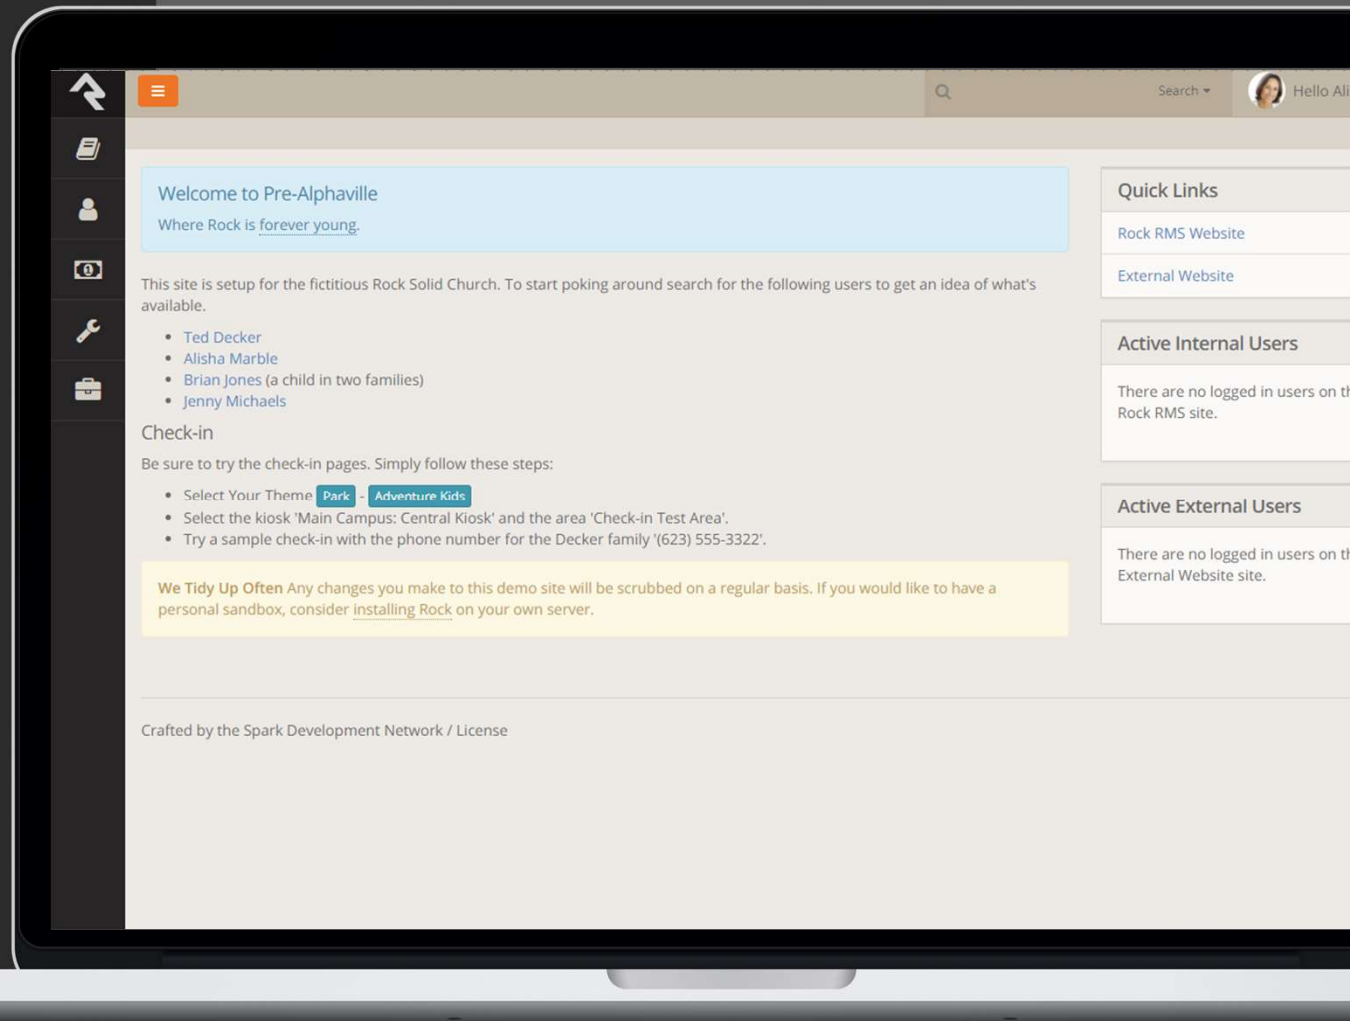 Search
Hello Ali
Welcome to Pre-Alphaville
Where Rock is forever young.
This site is setup for the fictitious Rock Solid Church. To start poking around search for the following users to get an idea of what's
available.
Ted Decker
Alisha Marble
Brian Jones (a child in two families)
Jenny Michaels
Check-in
Be sure to try the check-in pages. Simply follow these steps:
Select Your Theme Park - Adventure Kids
Select the kiosk 'Main Campus: Central Kiosk' and the area 'Check-in Test Area'.
Try a sample check-in with the phone number for the Decker family '(623) 555-3322'.
We Tidy Up Often Any changes you make to this demo site will be scrubbed on a regular basis. If you would like to have a
personal sandbox, consider installing Rock on your own server.
Crafted by the Spark Development Network / License
Quick Links
Rock RMS Website
External Website
Active Internal Users
There are no logged in users on th
Rock RMS site.
Active External Users
There are no logged in users on th
External Website site.